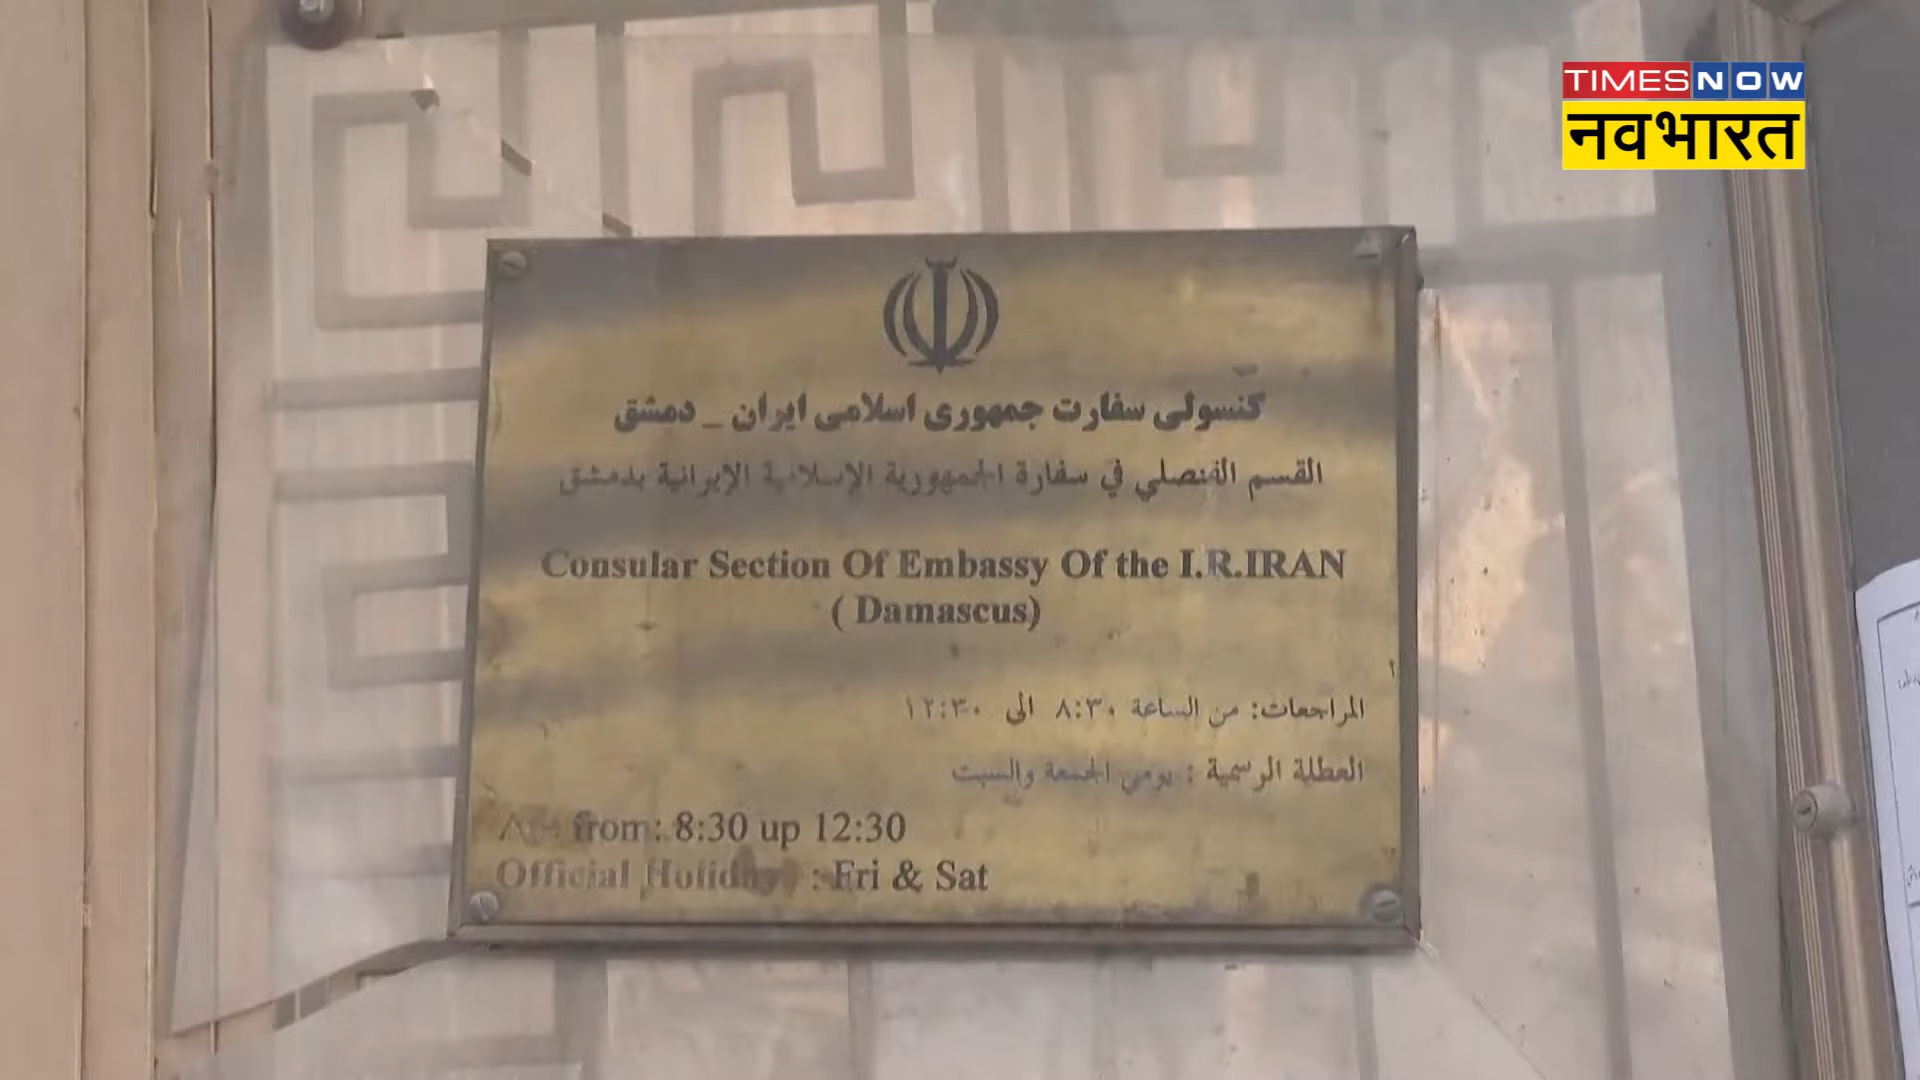 TIMES NOW
नवभारत
كنسولی سفارت جمهوری اسلامی ایران _ دمشق
القسم القنصلي في سفارة الجمهورية الإسلامية الإيرانية بدمشق
Consular Section Of Embassy Of the I.R.IRAN
( Damascus)
المراجعات: من الساعة ٨:٣٠ الى ١٢:٣٠
العطلة الرسمية : يومي الجمعة والسبت
from: 8:30 up 12:30
Official Holiday : Fri & Sat